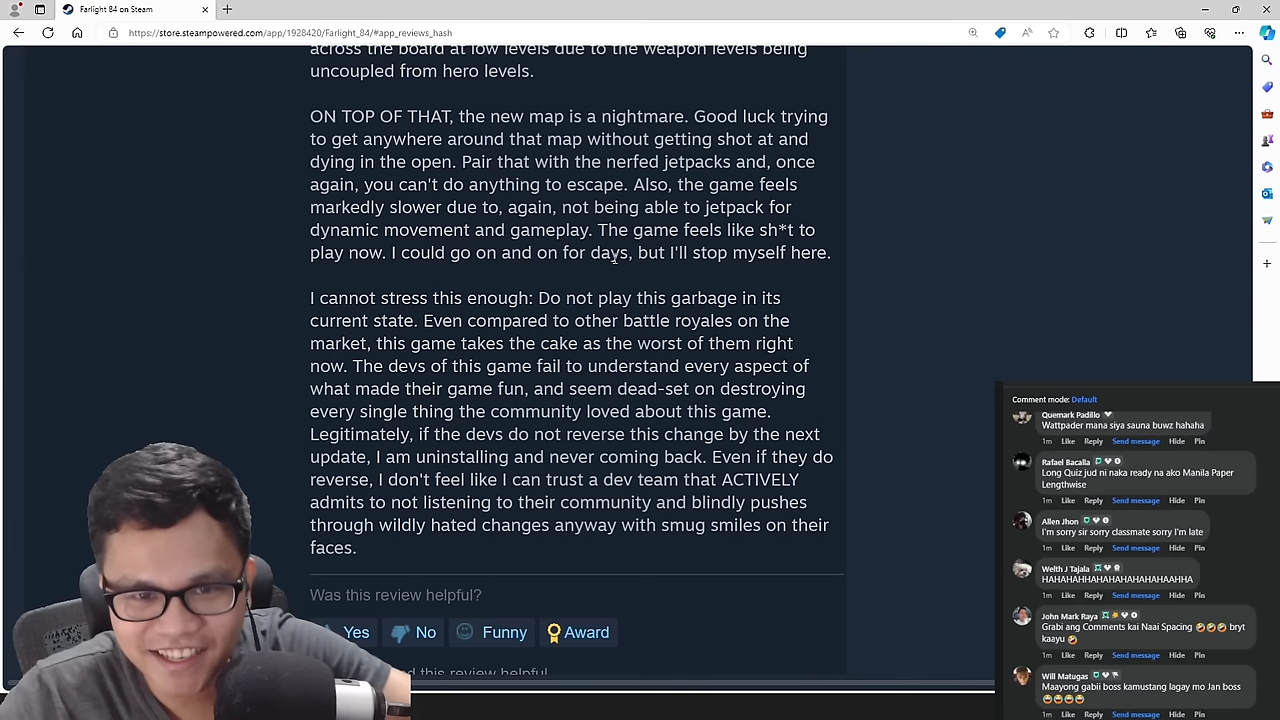 Farlight 84 on Steam
https://store.steampowered.com/app/1928420/Farlight_84/#app_reviews_hash
across the board at low levels due to the weapon levels being
uncoupled from hero levels.
ON TOP OF THAT, the new map is a nightmare. Good luck trying
to get anywhere around that map without getting shot at and
dying in the open. Pair that with the nerfed jetpacks and, once
again, you can't do anything to escape. Also, the game feels
markedly slower due to, again, not being able to jetpack for
dynamic movement and gameplay. The game feels like sh*t to
play now. I could go on and on for days, but I'll stop myself here.
I cannot stress this enough: Do not play this garbage in its
current state. Even compared to other battle royales on the
market, this game takes the cake as the worst of them right
now. The devs of this game fail to understand every aspect of
what made their game fun, and seem dead-set on destroying
every single thing the community loved about this game.
Legitimately, if the devs do not reverse this change by the next
update, I am uninstalling and never coming back. Even if they do
reverse, I don't feel like I can trust a dev team that ACTIVELY
admits to not listening to their community and blindly pushes
through wildly hated changes anyway with smug smiles on their
faces.
Was this review helpful?
Yes No Funny Award
this review helpful
Comment mode: Default
Quemark Padillo
Wattpader mana siya sauna buwz hahaha
1m Like Reply Send message Hide Pin
Rafael Bacalla
Long Quiz jud ni naka ready na ako Manila Paper
Lengthwise
1m Like Reply Send message Hide Pin
Allen Jhon
I'm sorry sir sorry classmate sorry I'm late
1m Like Reply Send message Hide Pin
Welth J Tajala
HAHAHAHHAHAHAHAHAHAHAAHHA
1m Like Reply Send message Hide Pin
John Mark Raya
Grabi ang Comments kai Naai Spacing 🤣🤣🤣 bryt
kaayu 🤣
1m Like Reply Send message Hide Pin
Will Matugas
Maayong gabii boss kamustang lagay mo Jan boss
😂😂😂😂
1m Like Reply Send message Hide Pin